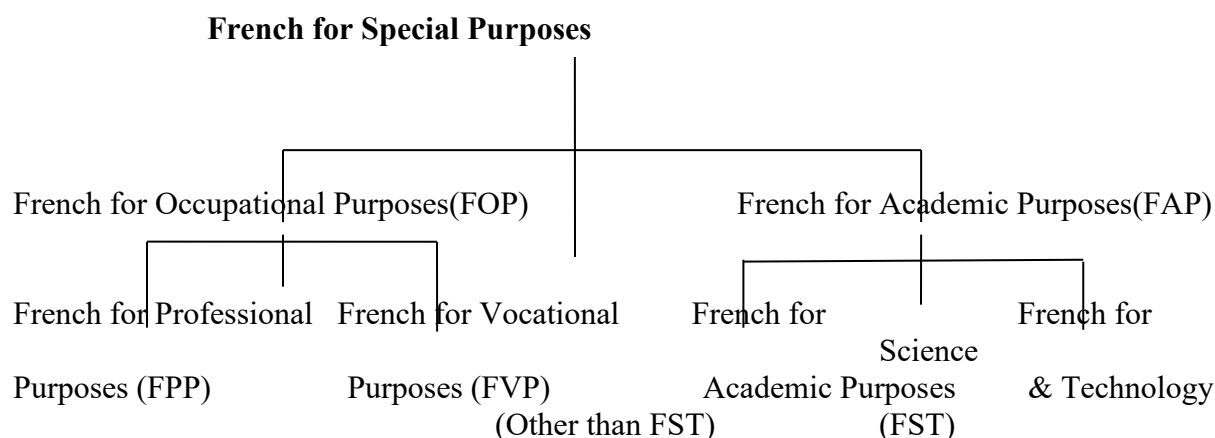 French for Special Purposes
French for Occupational Purposes(FOP) French for Academic Purposes(FAP)
French for Professional French for Vocational French for French for
Science
Purposes (FPP) Purposes (FVP) Academic Purposes & Technology
(Other than FST) (FST)